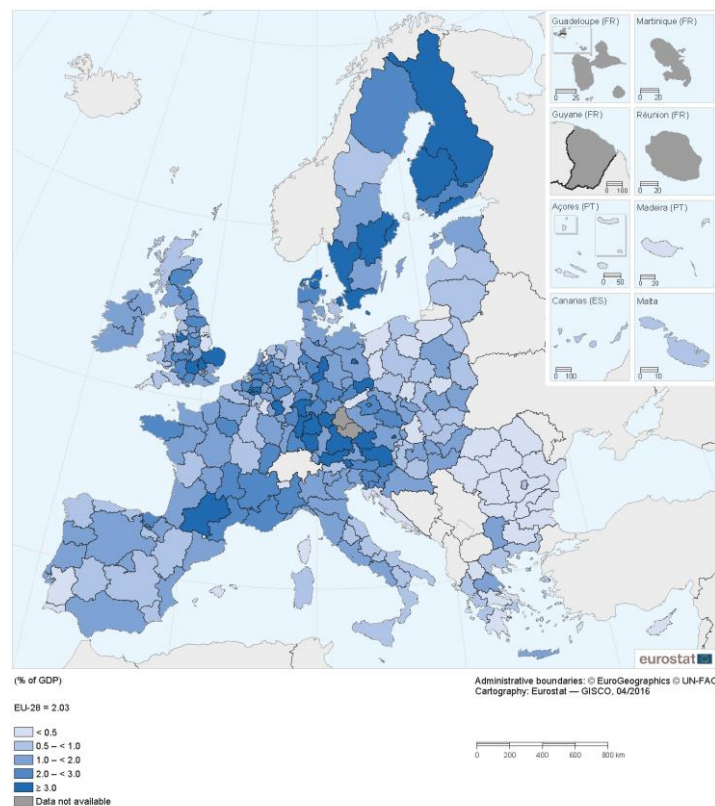 Guadeloupe (FR)
Martinique (FR)
0 25
0 20
Guyane (FR)
Réunion (FR)
0 100
0 20
Açores (PT)
Madeira (PT)
0 50
0 20
Canarias (ES)
Malta
0 100
0 10
eurostat
(% of GDP)
Administrative boundaries: © EuroGeographics © UN-FAO
Cartography: Eurostat — GISCO, 04/2016
EU-28 = 2.03
< 0.5
0.5 – < 1.0
1.0 – < 2.0
2.0 – < 3.0
≥ 3.0
Data not available
0 200 400 600 800 km